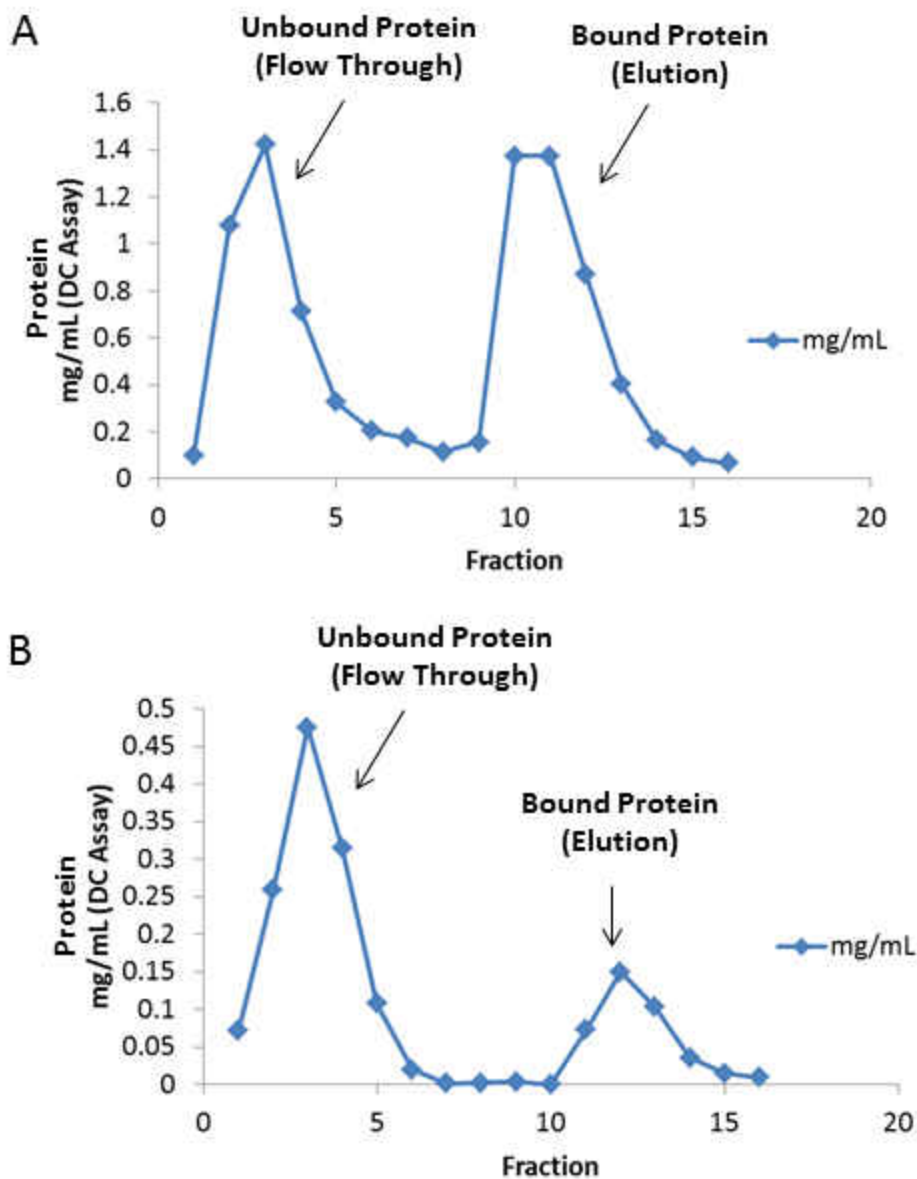 A
Unbound Protein
(Flow Through)
Bound Protein
(Elution)
Protein
mg/mL (DC Assay)
1.6
1.4
1.2
1
0.8
0.6
0.4
0.2
0
0
5
10
15
20
Fraction
mg/mL
B
Unbound Protein
(Flow Through)
Bound Protein
(Elution)
Protein
mg/mL (DC Assay)
0.5
0.45
0.4
0.35
0.3
0.25
0.2
0.15
0.1
0.05
0
0
5
10
15
20
Fraction
mg/mL